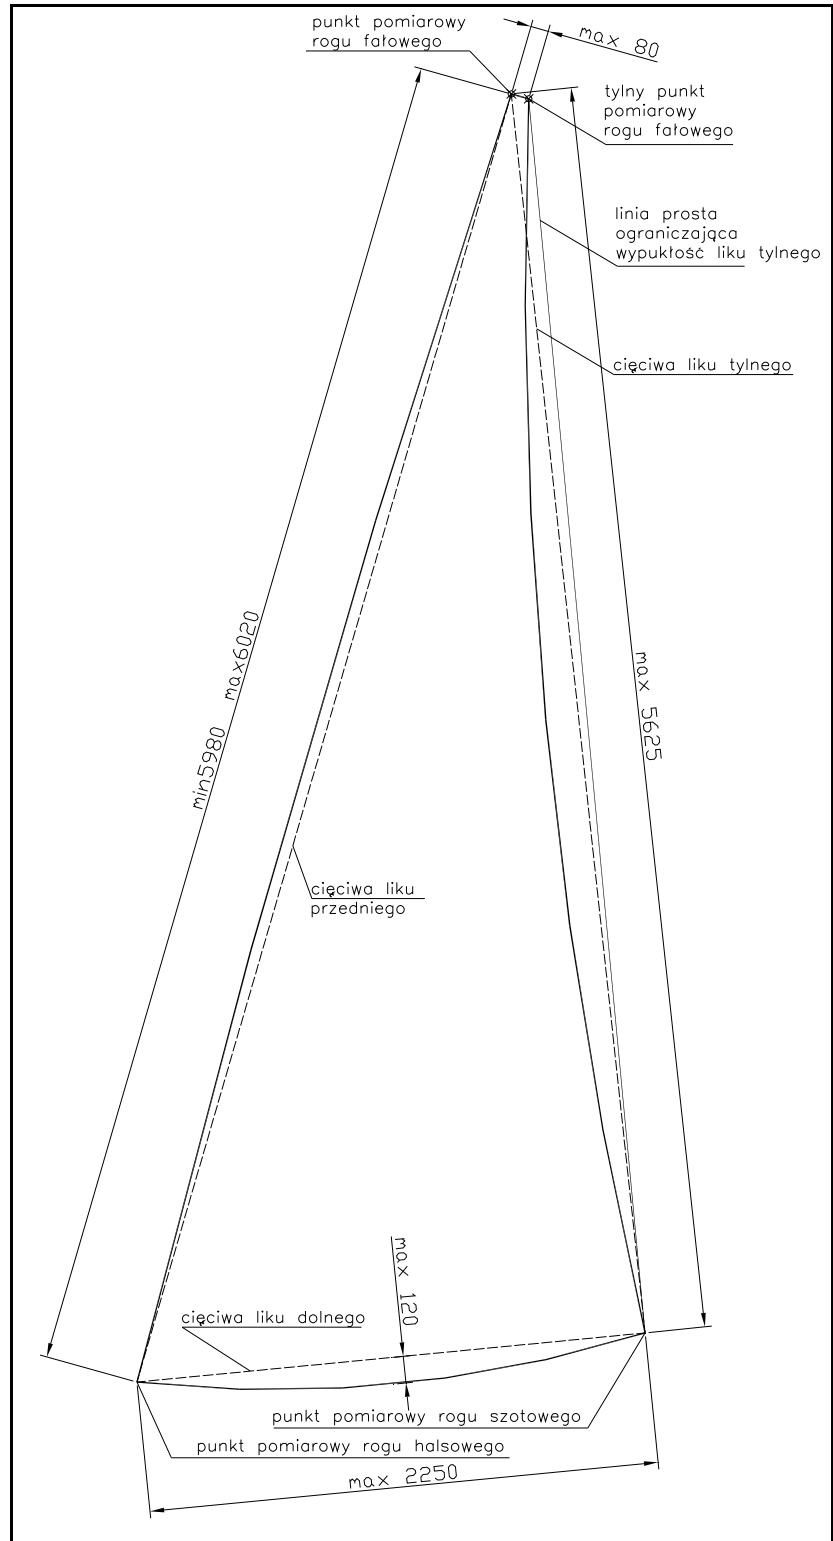 punkt pomiarowy
rogu fałowego
max 80
tylny punkt
pomiarowy
rogu fałowego
linia prosta
ograniczająca
wypukłość liku tylnego
cięciwa liku tylnego
min5980 max6020
max 5625
cięciwa liku
przedniego
max 120
cięciwa liku dolnego
punkt pomiarowy rogu szotowego
punkt pomiarowy rogu halsowego
max 2250